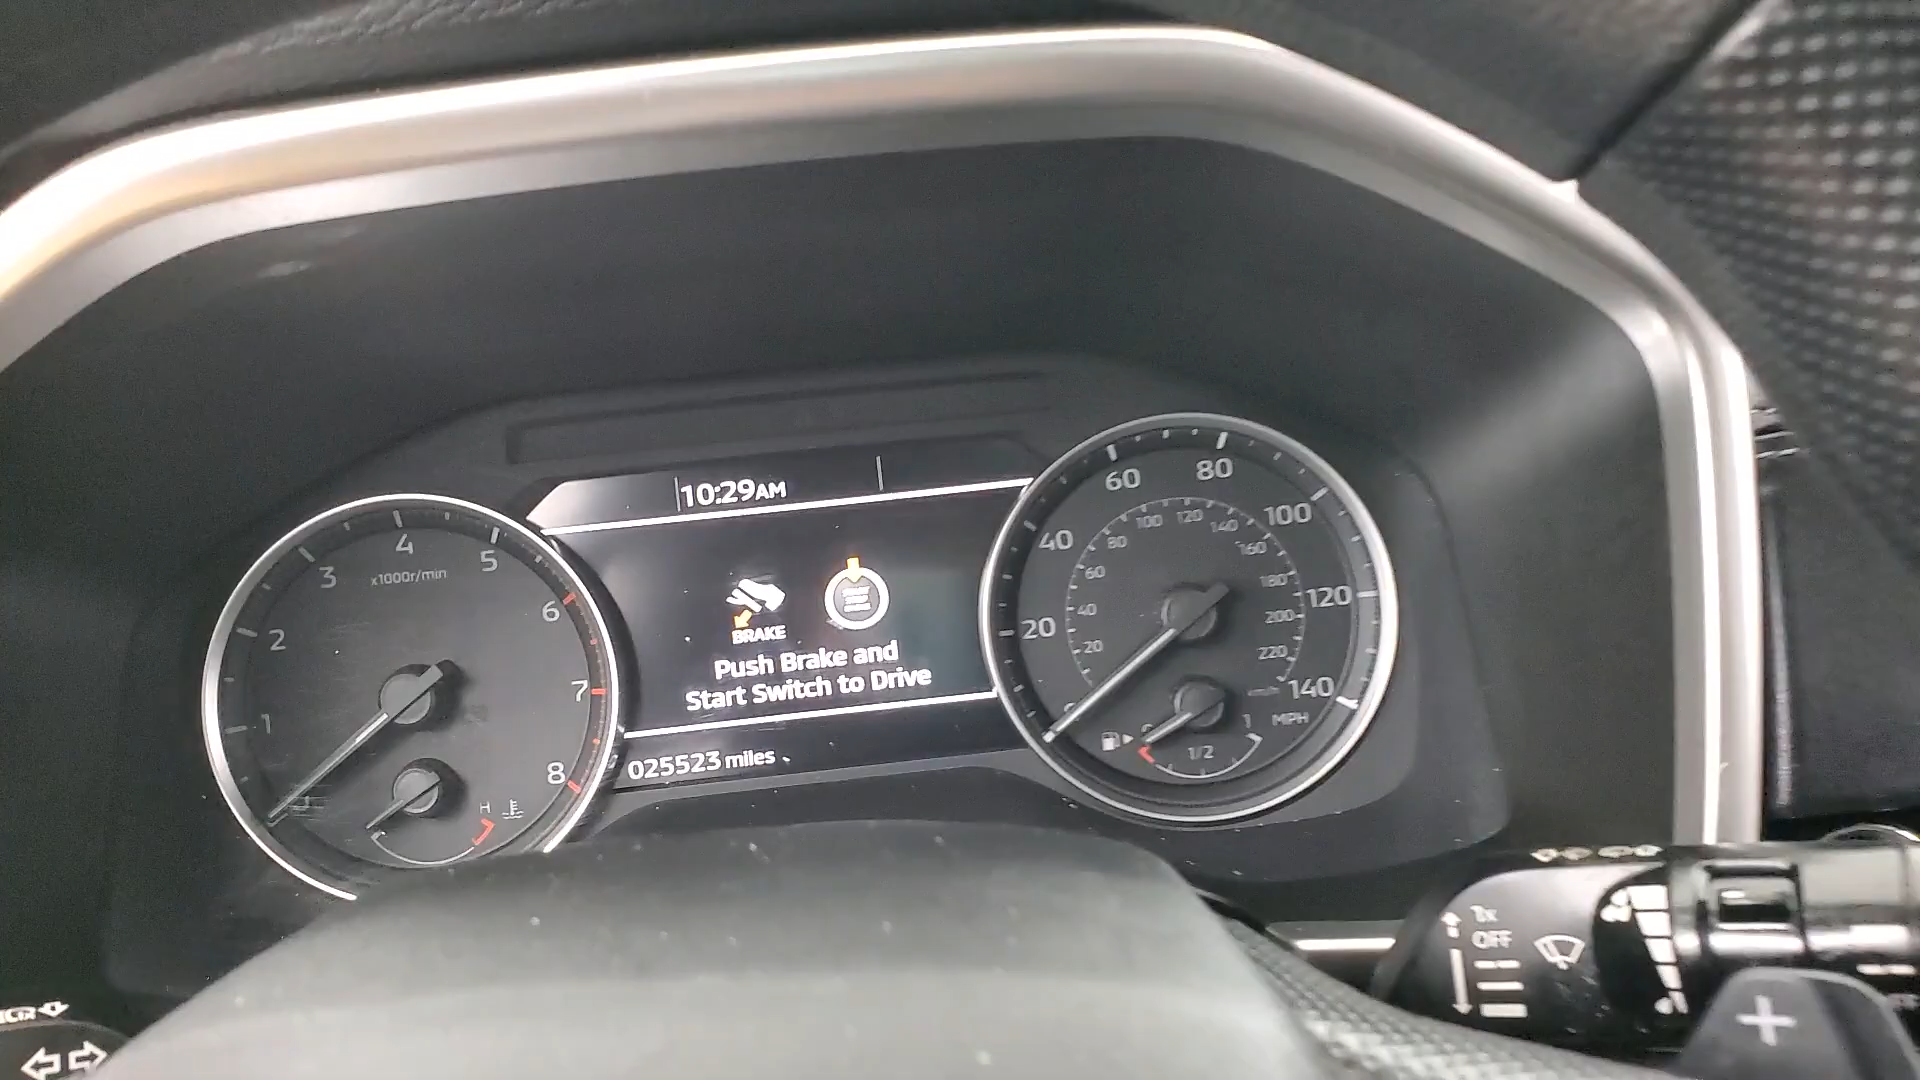 10:29AM
BRAKE
Push Brake and
Start Switch to Drive
025523 miles
1
2
3
4
5
6
7
8
x1000r/min
H
20
40
60
80
100
120
140
20
40
60
80
100
120
140
160
180
200
220
km/h
MPH
0
1/2
1
1x
OFF
+